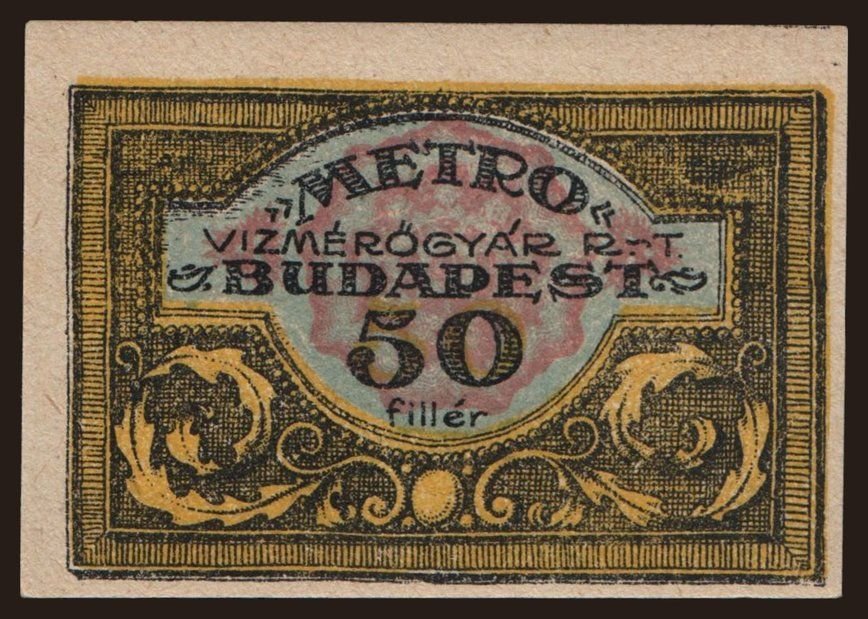 „METRO“
VIZMÉRŐGYÁR R-T.
BUDAPEST
50
fillér